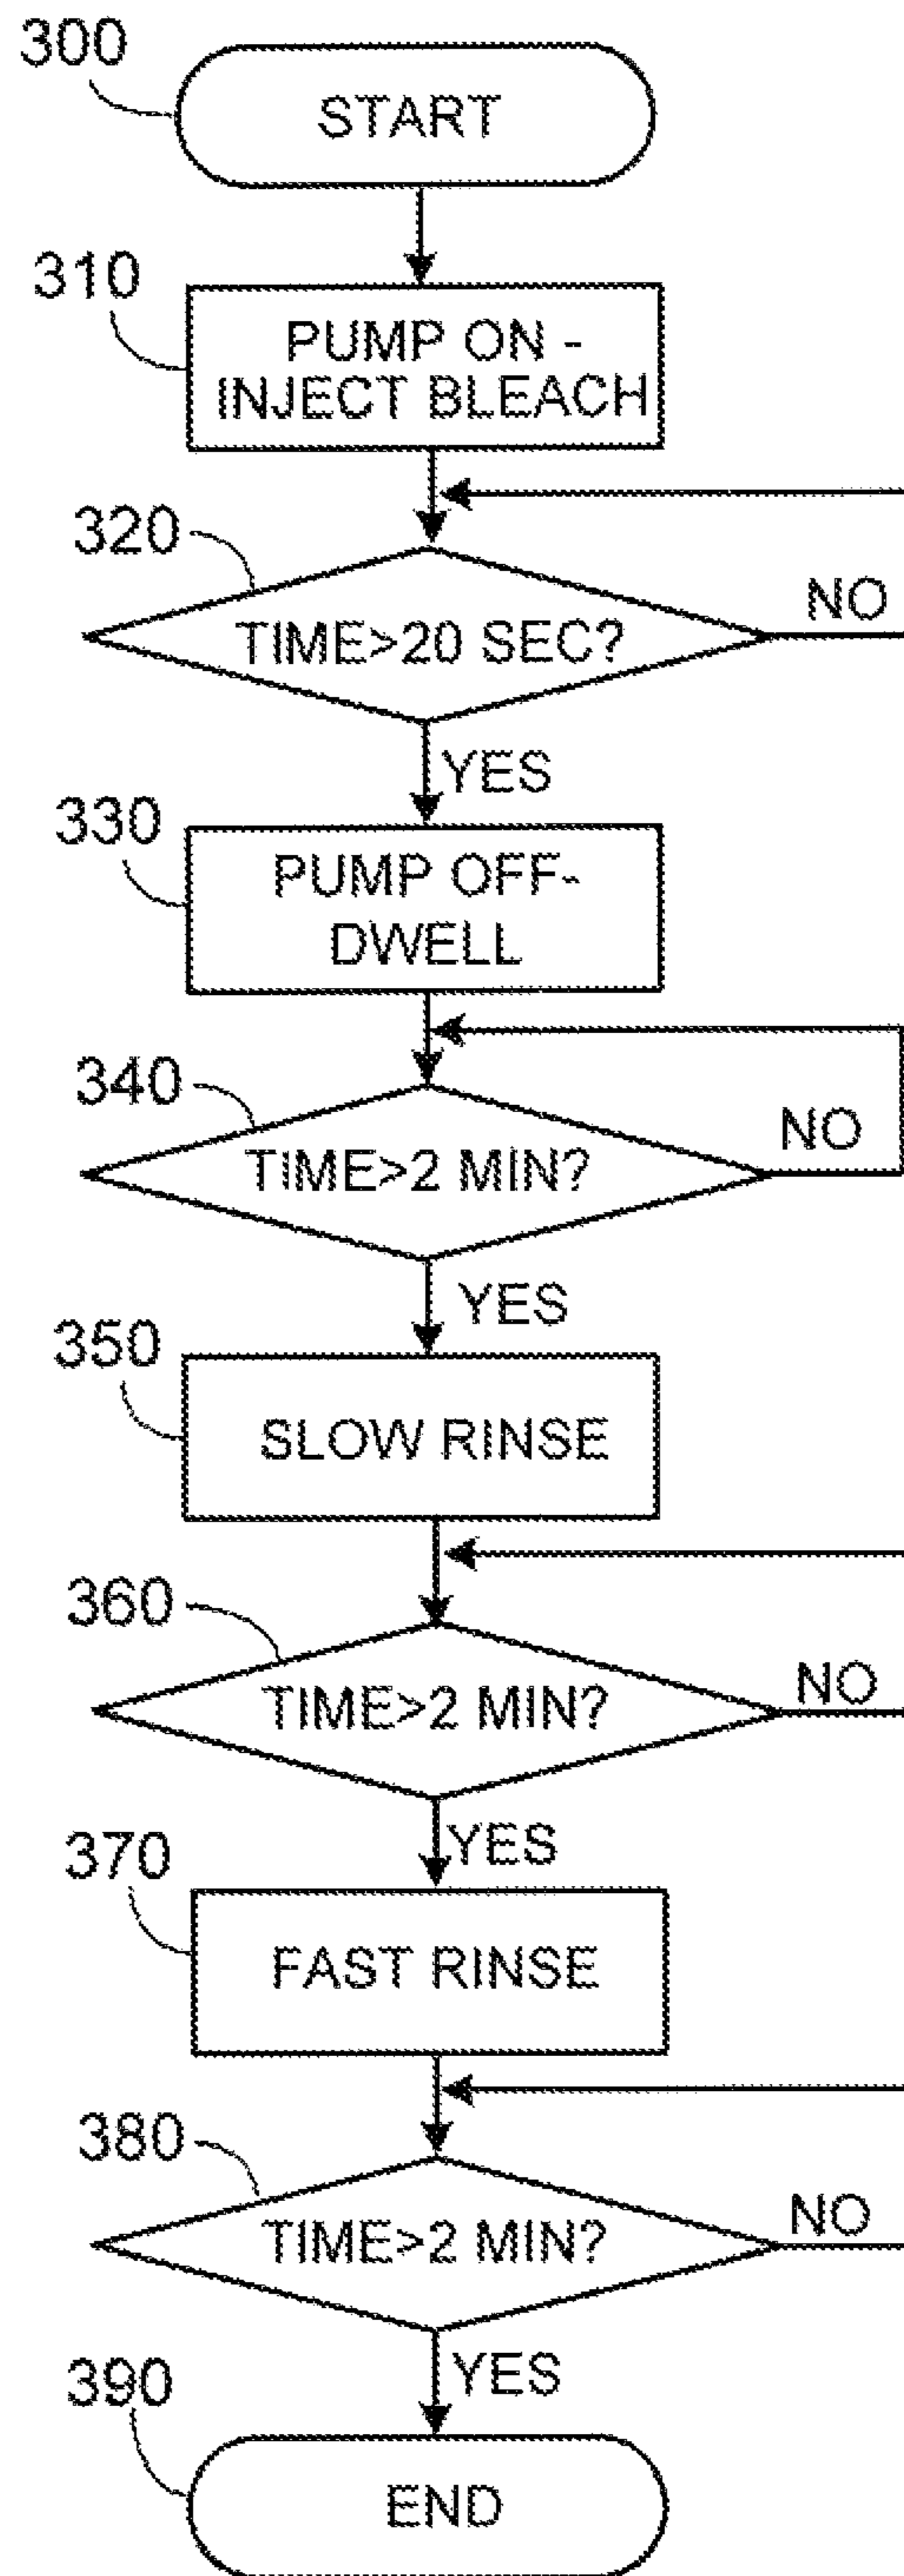 300
START
310
PUMP ON -
INJECT BLEACH
320
TIME>20 SEC?
NO
YES
330
PUMP OFF-
DWELL
340
TIME>2 MIN?
NO
YES
350
SLOW RINSE
360
TIME>2 MIN?
NO
YES
370
FAST RINSE
380
TIME>2 MIN?
NO
YES
390
END